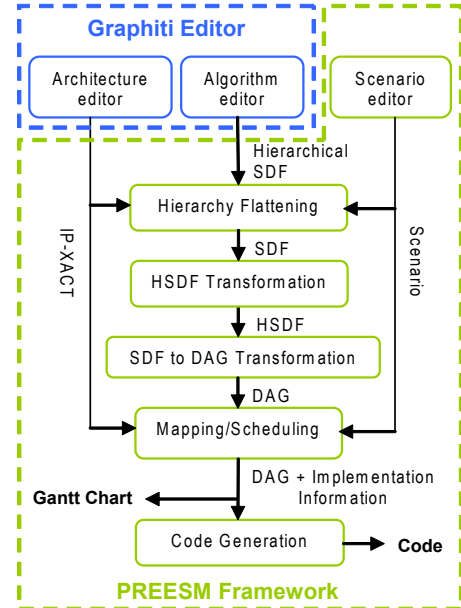 Graphiti Editor
Architecture
editor
Algorithm
editor
Scenario
editor
Hierarchical
SDF
Hierarchy Flattening
IP-XACT
Scenario
SDF
HSDF Transformation
HSDF
SDF to DAG Transformation
DAG
Mapping/Scheduling
DAG + Implementation
Information
Gantt Chart
Code Generation
Code
PREESM Framework